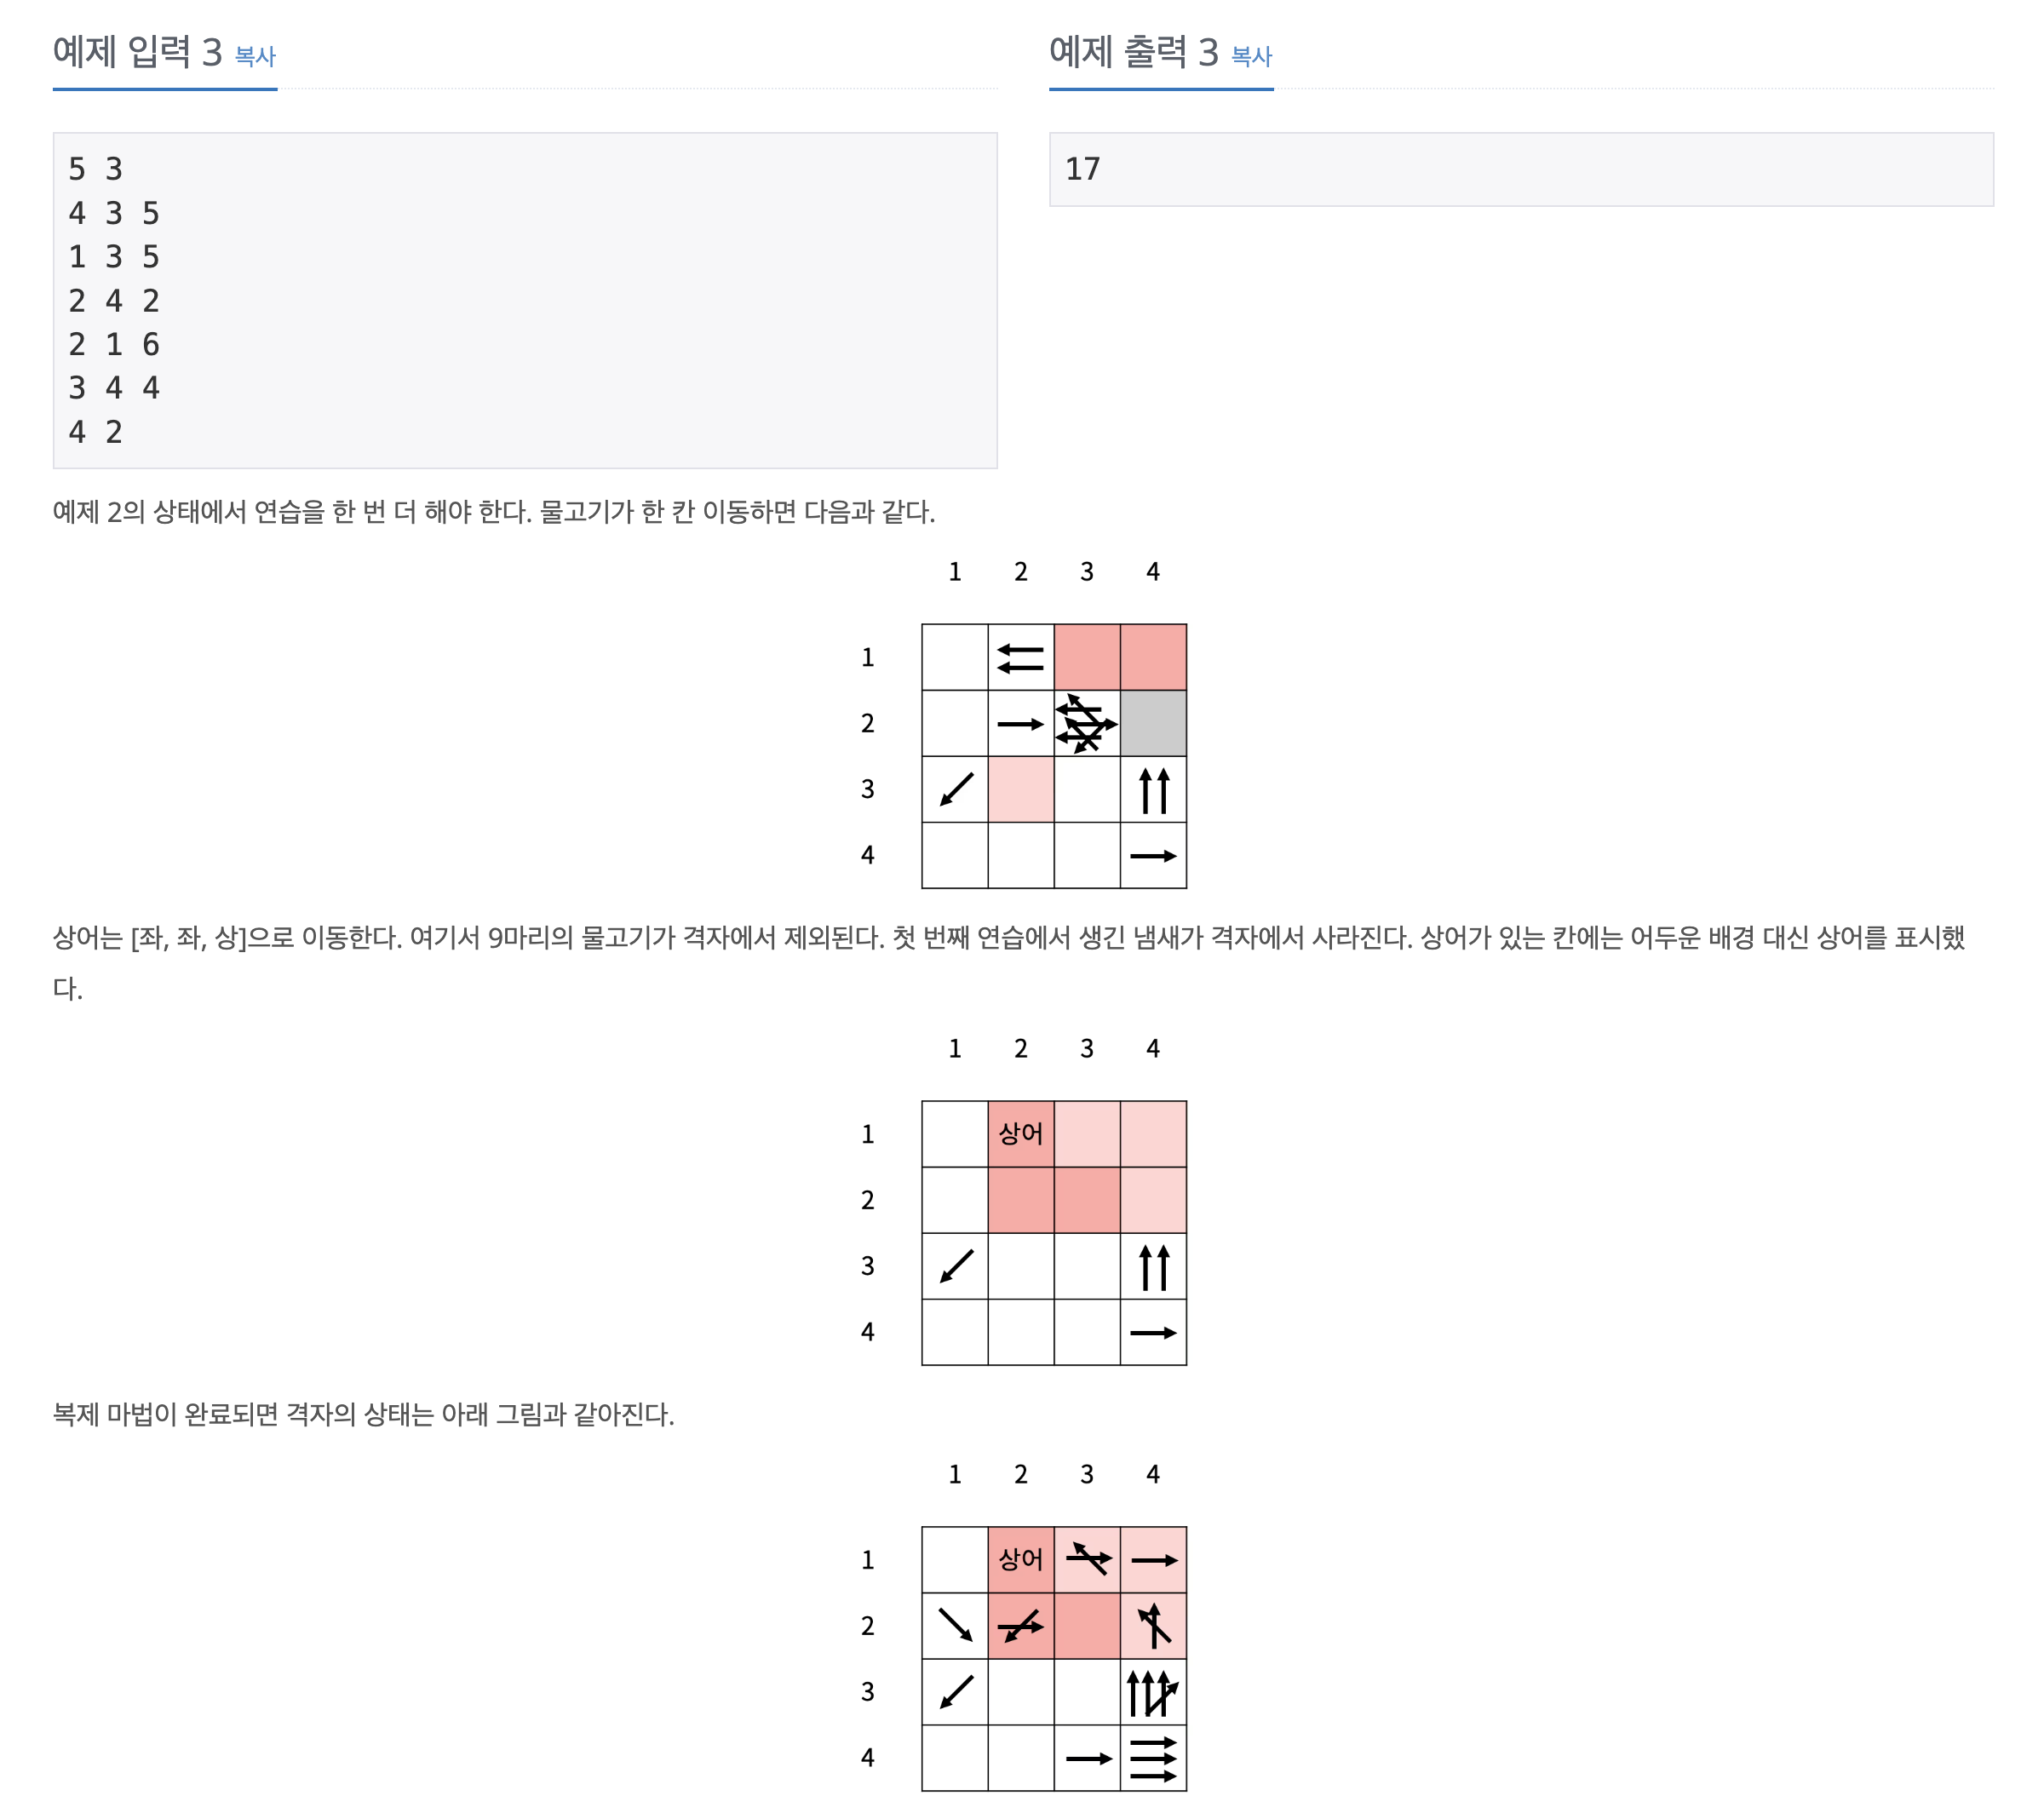 예제 입력 3 복사
예제 출력 3 복사
5 3
4 3 5
1 3 5
2 4 2
2 1 6
3 4 4
4 2
17
예제 2의 상태에서 연습을 한 번 더 해야 한다. 물고기가 한 칸 이동하면 다음과 같다.
1 2 3 4
1
2
3
4
상어는 [좌, 좌, 상]으로 이동한다. 여기서 9마리의 물고기가 격자에서 제외된다. 첫 번째 연습에서 생긴 냄새가 격자에서 사라진다. 상어가 있는 칸에는 어두운 배경 대신 상어를 표시했
다.
1 2 3 4
1 상어
2
3
4
복제 마법이 완료되면 격자의 상태는 아래 그림과 같아진다.
1 2 3 4
1 상어
2
3
4